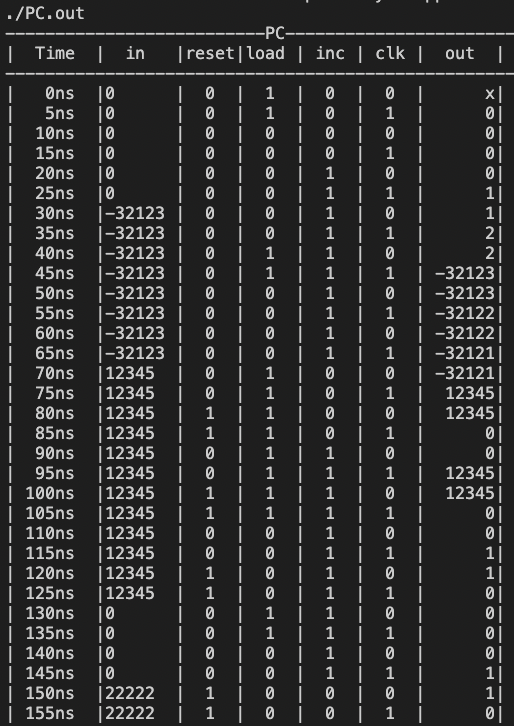 ./PC.out
--------------------------PC----------------------
|  Time  |  in   |reset|load | inc | clk |  out  |
--------------------------------------------------
|   0ns  |0      |  0  |  1  |  0  |  0  |      x|
|   5ns  |0      |  0  |  1  |  0  |  1  |      0|
|  10ns  |0      |  0  |  0  |  0  |  0  |      0|
|  15ns  |0      |  0  |  0  |  0  |  1  |      0|
|  20ns  |0      |  0  |  0  |  1  |  0  |      0|
|  25ns  |0      |  0  |  0  |  1  |  1  |      1|
|  30ns  |-32123 |  0  |  0  |  1  |  0  |      1|
|  35ns  |-32123 |  0  |  0  |  1  |  1  |      2|
|  40ns  |-32123 |  0  |  1  |  1  |  0  |      2|
|  45ns  |-32123 |  0  |  1  |  1  |  1  | -32123|
|  50ns  |-32123 |  0  |  0  |  1  |  0  | -32123|
|  55ns  |-32123 |  0  |  0  |  1  |  1  | -32122|
|  60ns  |-32123 |  0  |  0  |  1  |  0  | -32122|
|  65ns  |-32123 |  0  |  0  |  1  |  1  | -32121|
|  70ns  |12345  |  0  |  1  |  0  |  0  | -32121|
|  75ns  |12345  |  0  |  1  |  0  |  1  |  12345|
|  80ns  |12345  |  1  |  1  |  0  |  0  |  12345|
|  85ns  |12345  |  1  |  1  |  0  |  1  |      0|
|  90ns  |12345  |  0  |  1  |  1  |  0  |      0|
|  95ns  |12345  |  0  |  1  |  1  |  1  |  12345|
| 100ns  |12345  |  1  |  1  |  1  |  0  |  12345|
| 105ns  |12345  |  1  |  1  |  1  |  1  |      0|
| 110ns  |12345  |  0  |  0  |  1  |  0  |      0|
| 115ns  |12345  |  0  |  0  |  1  |  1  |      1|
| 120ns  |12345  |  1  |  0  |  1  |  0  |      1|
| 125ns  |12345  |  1  |  0  |  1  |  1  |      0|
| 130ns  |0      |  0  |  1  |  1  |  0  |      0|
| 135ns  |0      |  0  |  1  |  1  |  1  |      0|
| 140ns  |0      |  0  |  0  |  1  |  0  |      0|
| 145ns  |0      |  0  |  0  |  1  |  1  |      1|
| 150ns  |22222  |  1  |  0  |  0  |  0  |      1|
| 155ns  |22222  |  1  |  0  |  0  |  1  |      0|